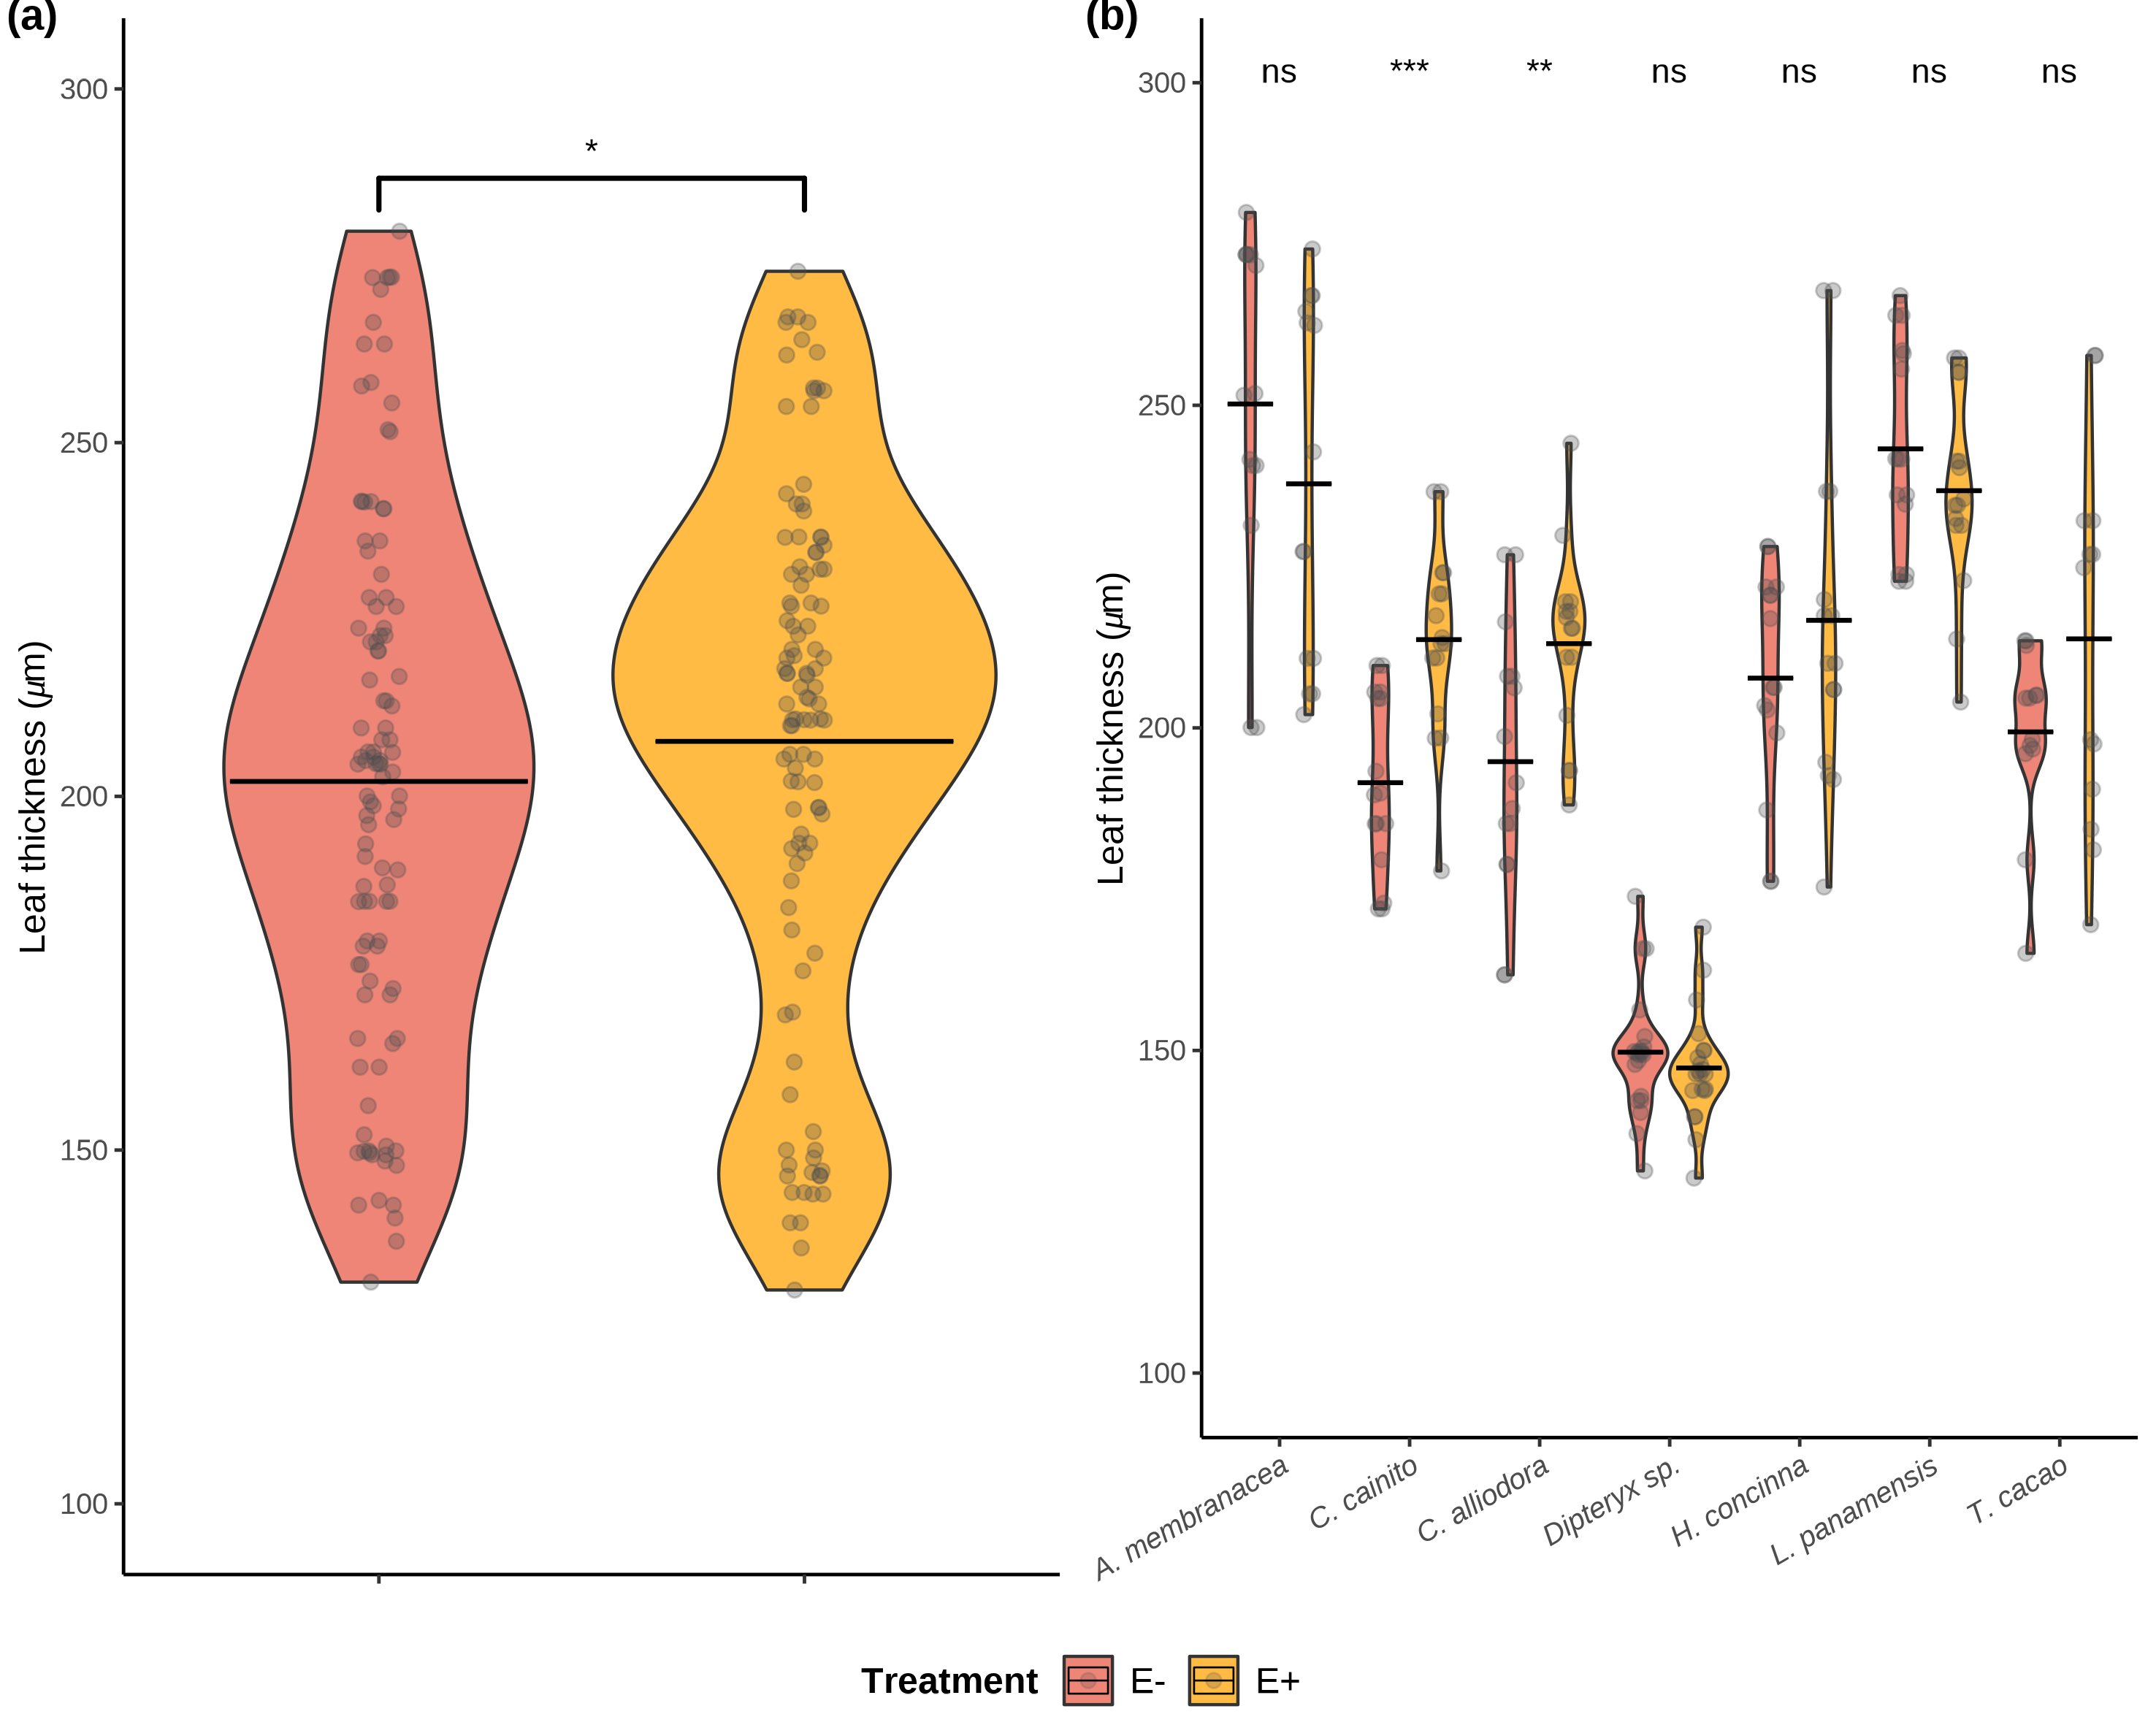 (a)
300
250
200
150
100
Leaf thickness (μm)
*
(b)
300
250
200
150
100
Leaf thickness (μm)
ns *** ** ns ns ns ns
A. membranacea
C. cainito
C. alliodora
Dipteryx sp.
H. concinna
L. panamensis
T. cacao
Treatment E- E+